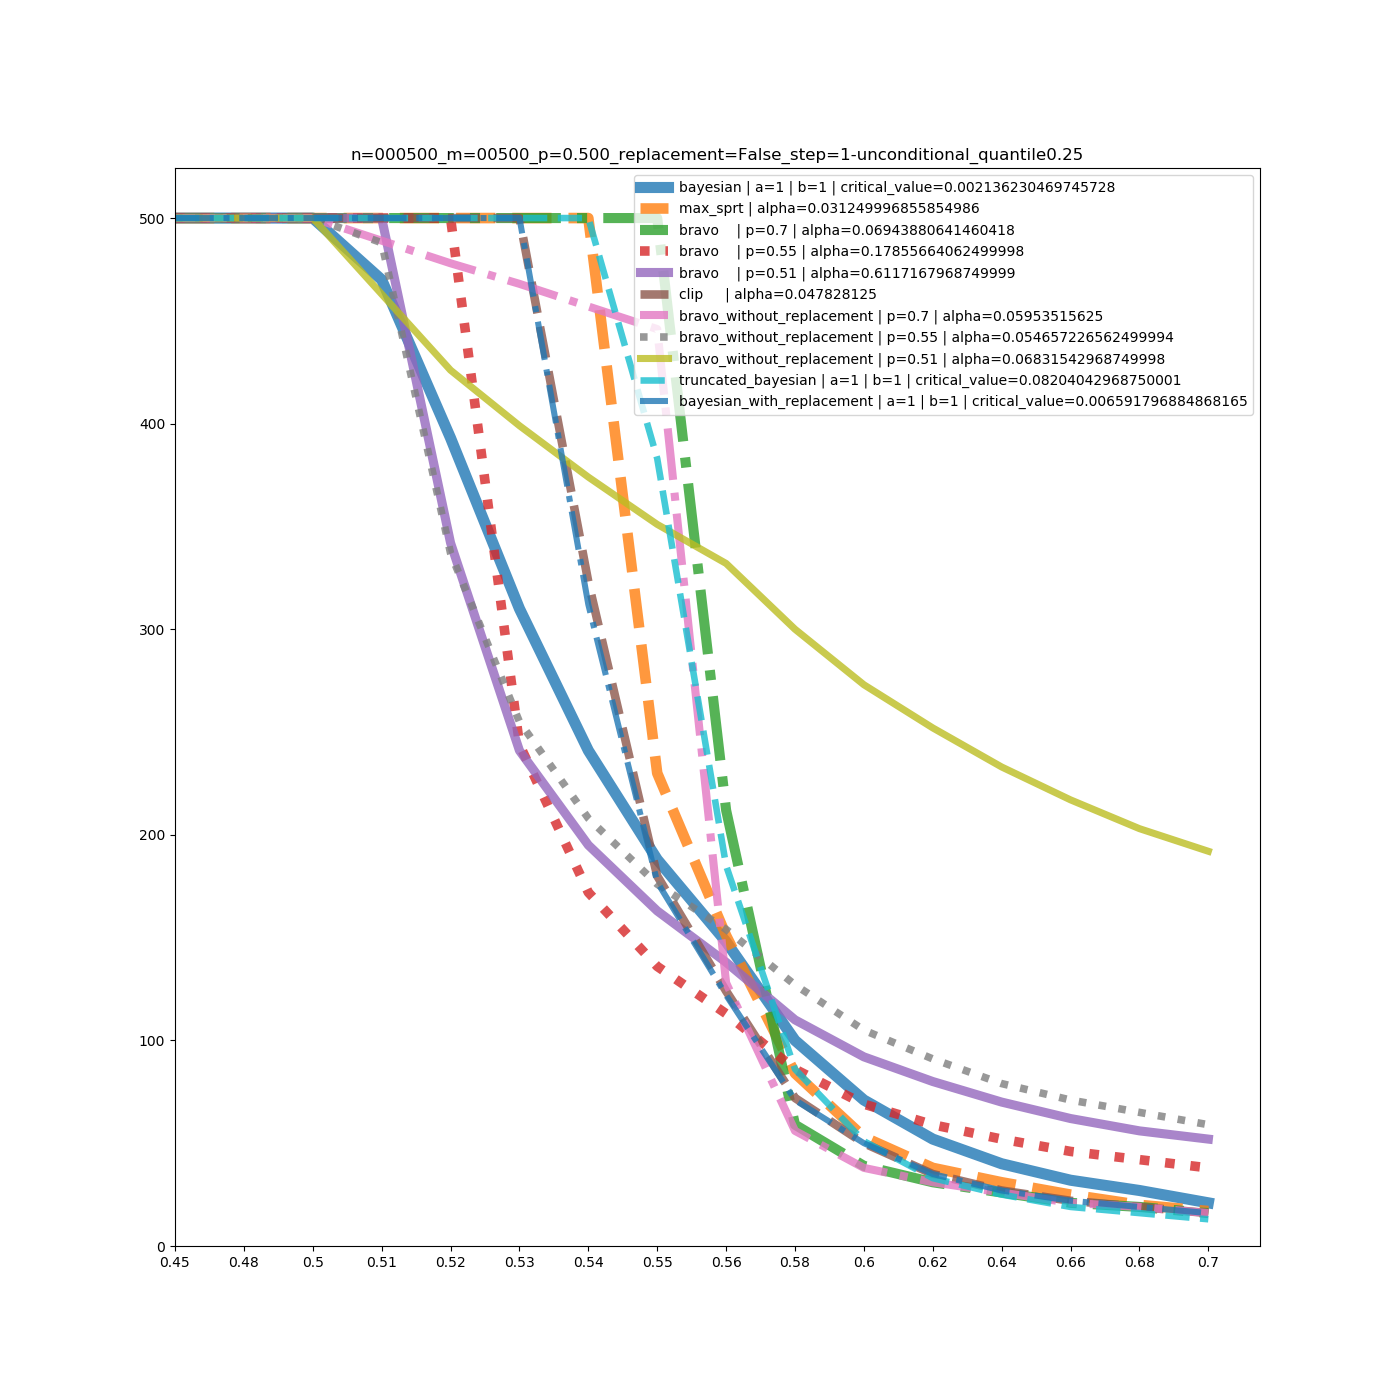 n=000500_m=00500_p=0.500_replacement=False_step=1-unconditional_quantile0.25
bayesian | a=1 | b=1 | critical_value=0.002136230469745728
max_sprt | alpha=0.031249996855854986
bravo    | p=0.7 | alpha=0.06943880641460418
bravo    | p=0.55 | alpha=0.17855664062499998
bravo    | p=0.51 | alpha=0.6117167968749999
clip     | alpha=0.047828125
bravo_without_replacement | p=0.7 | alpha=0.05953515625
bravo_without_replacement | p=0.55 | alpha=0.054657226562499994
bravo_without_replacement | p=0.51 | alpha=0.06831542968749998
truncated_bayesian | a=1 | b=1 | critical_value=0.08204042968750001
bayesian_with_replacement | a=1 | b=1 | critical_value=0.006591796884868165
500
400
300
200
100
0
0.45 0.48 0.5 0.51 0.52 0.53 0.54 0.55 0.56 0.58 0.6 0.62 0.64 0.66 0.68 0.7